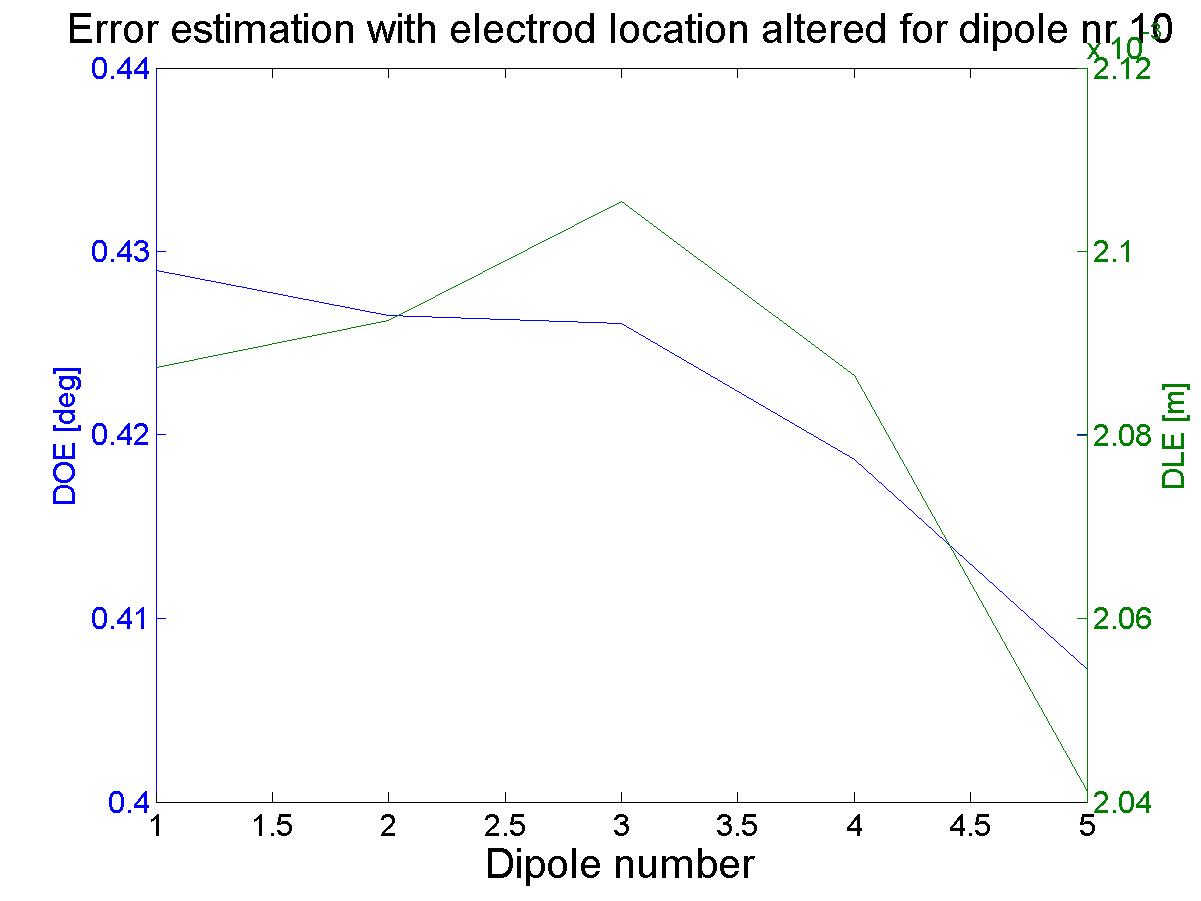 Error estimation with electrod location altered for dipole nr 10
x 10
-3
0.44
0.43
0.42
0.41
0.4
DOE [deg]
2.12
2.1
2.08
2.06
2.04
DLE [m]
1 1.5 2 2.5 3 3.5 4 4.5 5
Dipole number